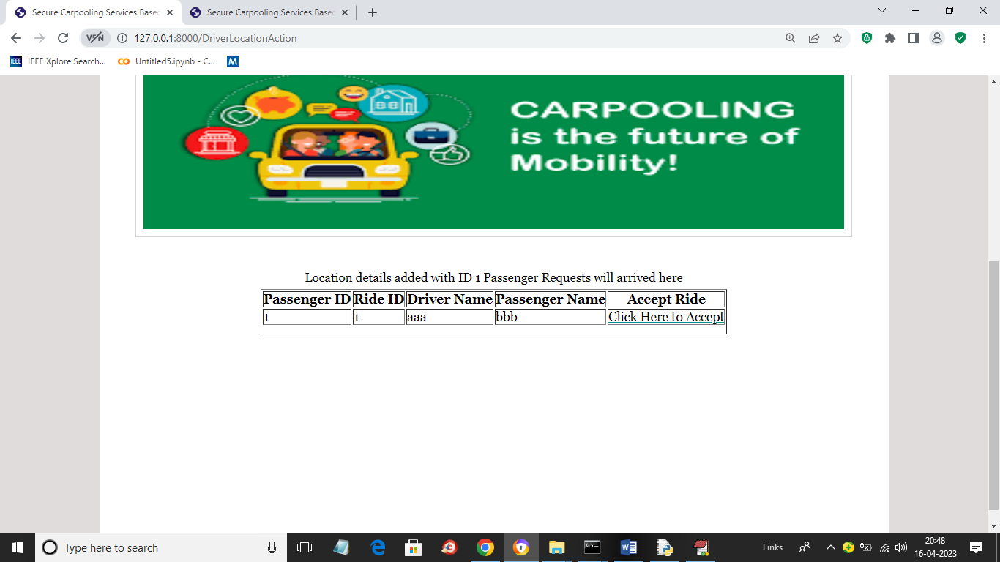 Secure Carpooling Services Based
Secure Carpooling Services Based
VPN
127.0.0.1:8000/DriverLocationAction
IEEE
IEEE Xplore Search...
Untitled5.ipynb - C...
M
CARPOOLING
is the future of
Mobility!
Location details added with ID 1 Passenger Requests will arrived here
Passenger ID Ride ID Driver Name Passenger Name Accept Ride
1 1 aaa bbb Click Here to Accept
Type here to search
Links
20:48
16-04-2023